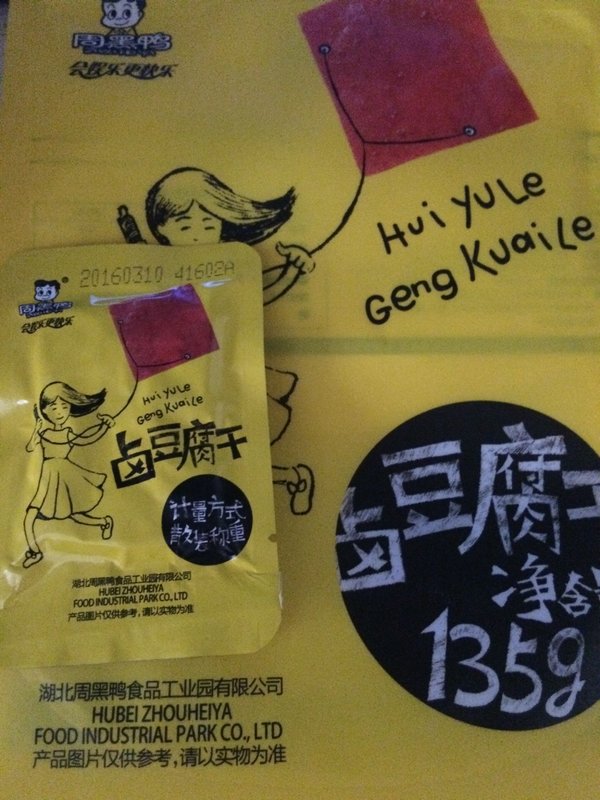 周黑鸭
会娱乐更快乐
Hui YuLe
Geng KuaiLe
20160310 41602A
周黑鸭
会娱乐更快乐
Hui YuLe
Geng KuaiLe
卤豆腐干
计量方式
散装称重
湖北周黑鸭食品工业园有限公司
HUBEI ZHOUHEIYA
FOOD INDUSTRIAL PARK CO., LTD
产品图片仅供参考,请以实物为准
卤豆腐干
净含量
135g
湖北周黑鸭食品工业园有限公司
HUBEI ZHOUHEIYA
FOOD INDUSTRIAL PARK CO., LTD
产品图片仅供参考,请以实物为准